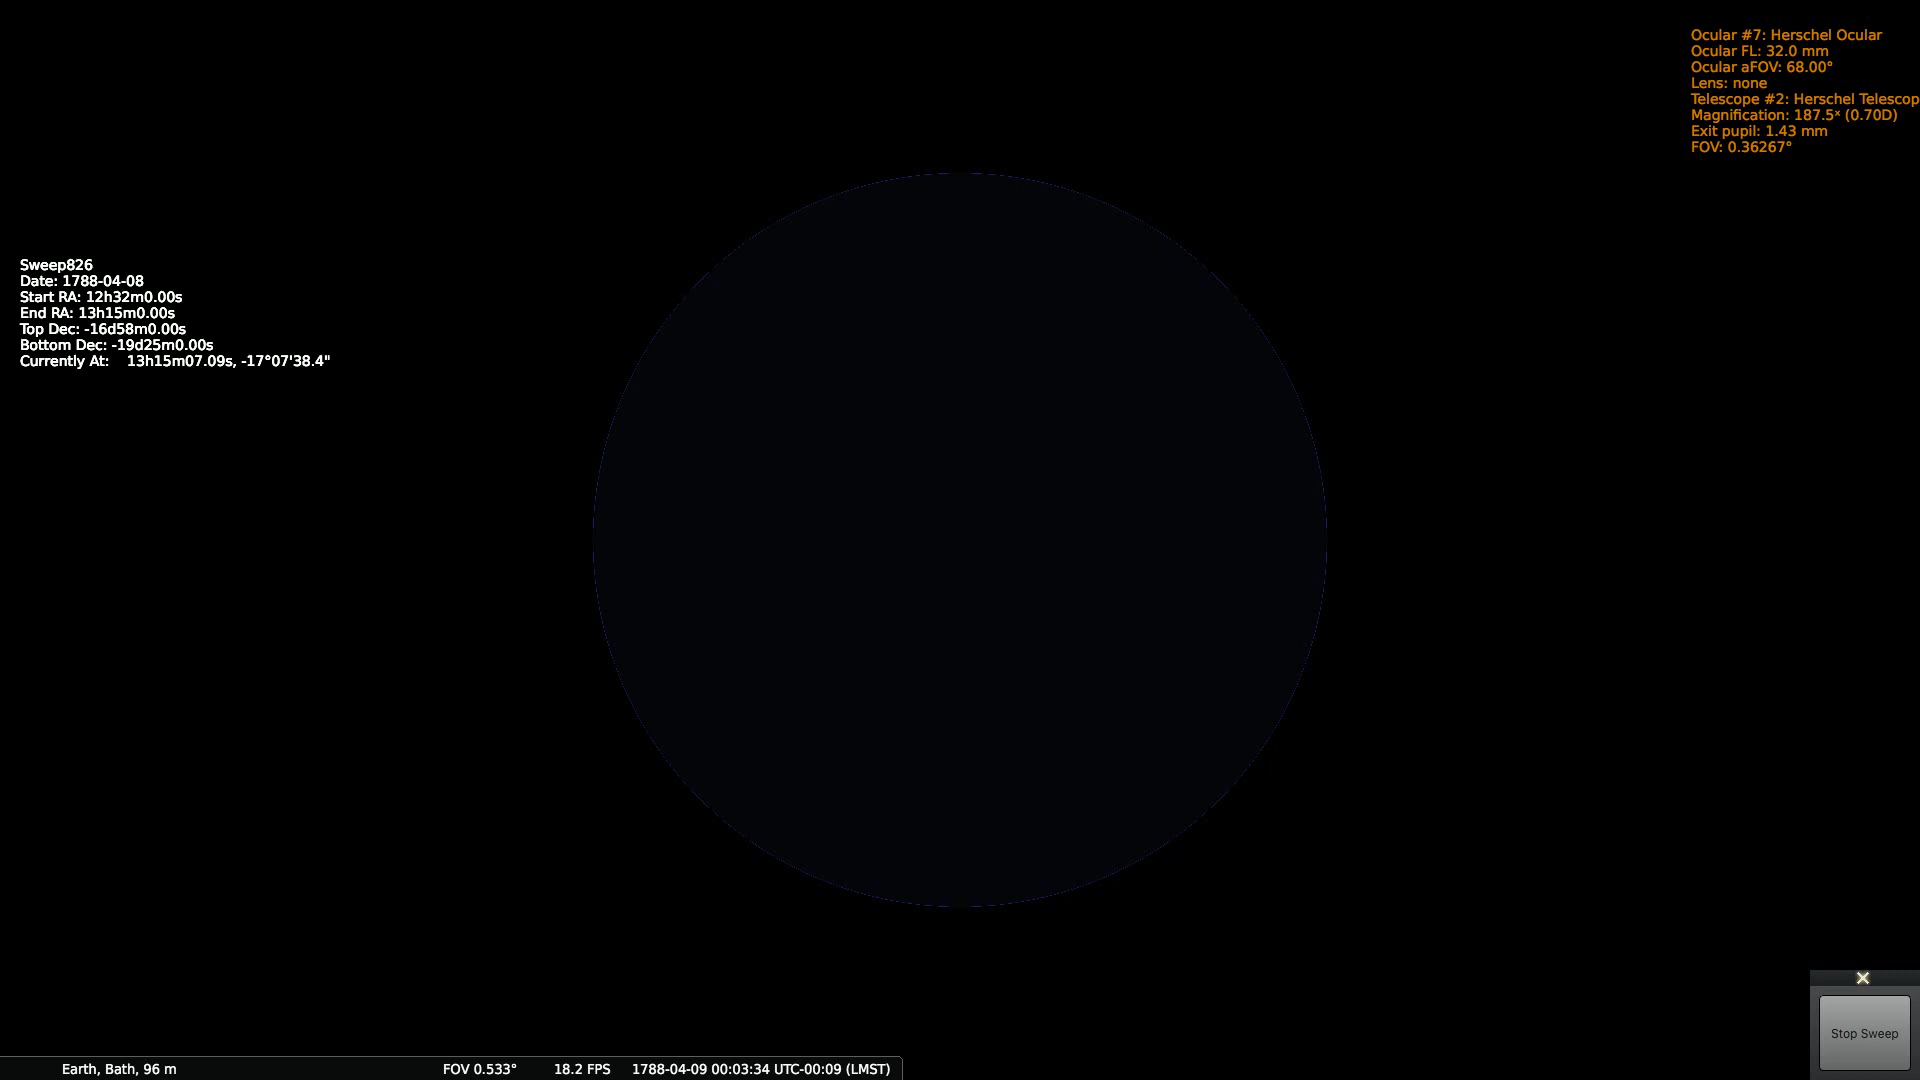 Ocular #7: Herschel Ocular
Ocular FL: 32.0 mm
Ocular aFOV: 68.00°
Lens: none
Telescope #2: Herschel Telescop
Magnification: 187.5ˣ (0.70D)
Exit pupil: 1.43 mm
FOV: 0.36267°
Sweep826
Date: 1788-04-08
Start RA: 12h32m0.00s
End RA: 13h15m0.00s
Top Dec: -16d58m0.00s
Bottom Dec: -19d25m0.00s
Currently At: 13h15m07.09s, -17°07'38.4"
Stop Sweep
Earth, Bath, 96 m FOV 0.533° 18.2 FPS 1788-04-09 00:03:34 UTC-00:09 (LMST)